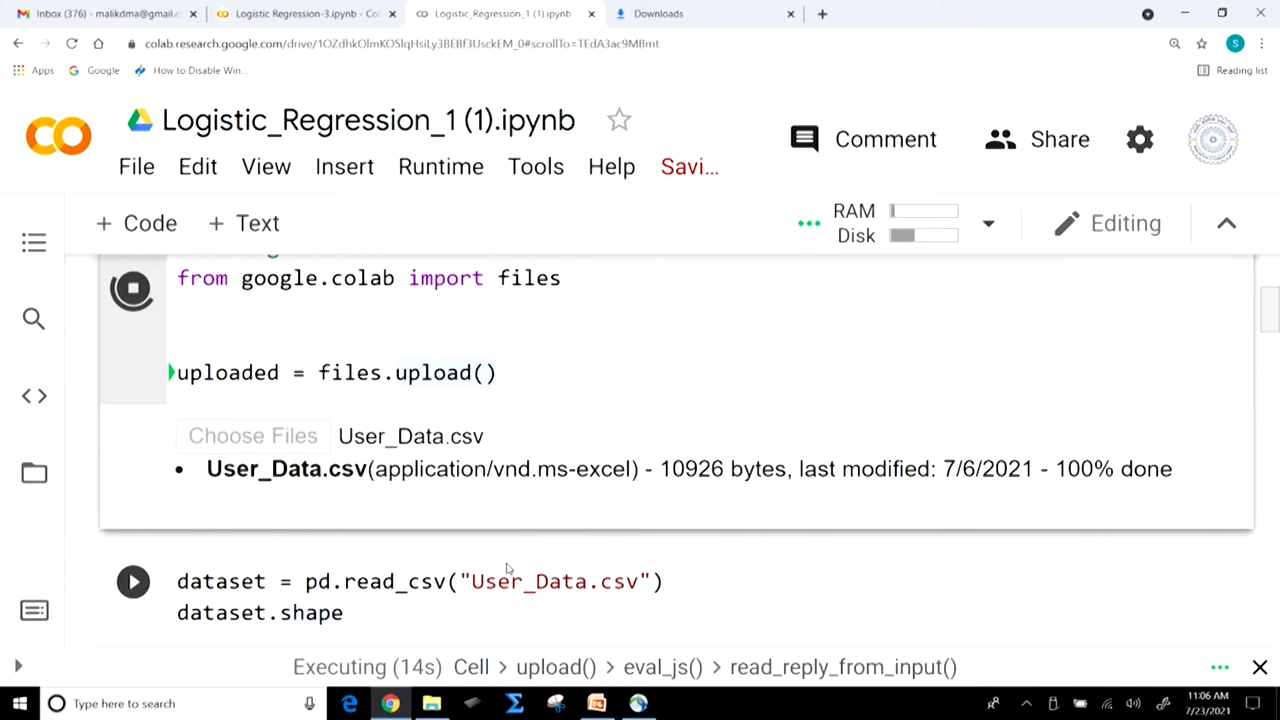 Inbox (376) - malikdma@gmail.c
Logistic Regression-3.ipynb - Col
Logistic_Regression_1 (1).ipynb
Downloads
colab.research.google.com/drive/1OZdhkOlmKO5lqHsiLy3BEBf3UsckEM_0#scrollTo=TEdA3ac9MBmt
S
Apps
Google
How to Disable Win...
Reading list
Logistic_Regression_1 (1).ipynb
Comment
Share
File Edit View Insert Runtime Tools Help Savi...
+ Code + Text
RAM
Disk
Editing
from google.colab import files
uploaded = files.upload()
Choose Files User_Data.csv
• User_Data.csv(application/vnd.ms-excel) - 10926 bytes, last modified: 7/6/2021 - 100% done
dataset = pd.read_csv("User_Data.csv")
dataset.shape
Executing (14s) Cell > upload() > eval_js() > read_reply_from_input()
Type here to search
11:06 AM
7/23/2021